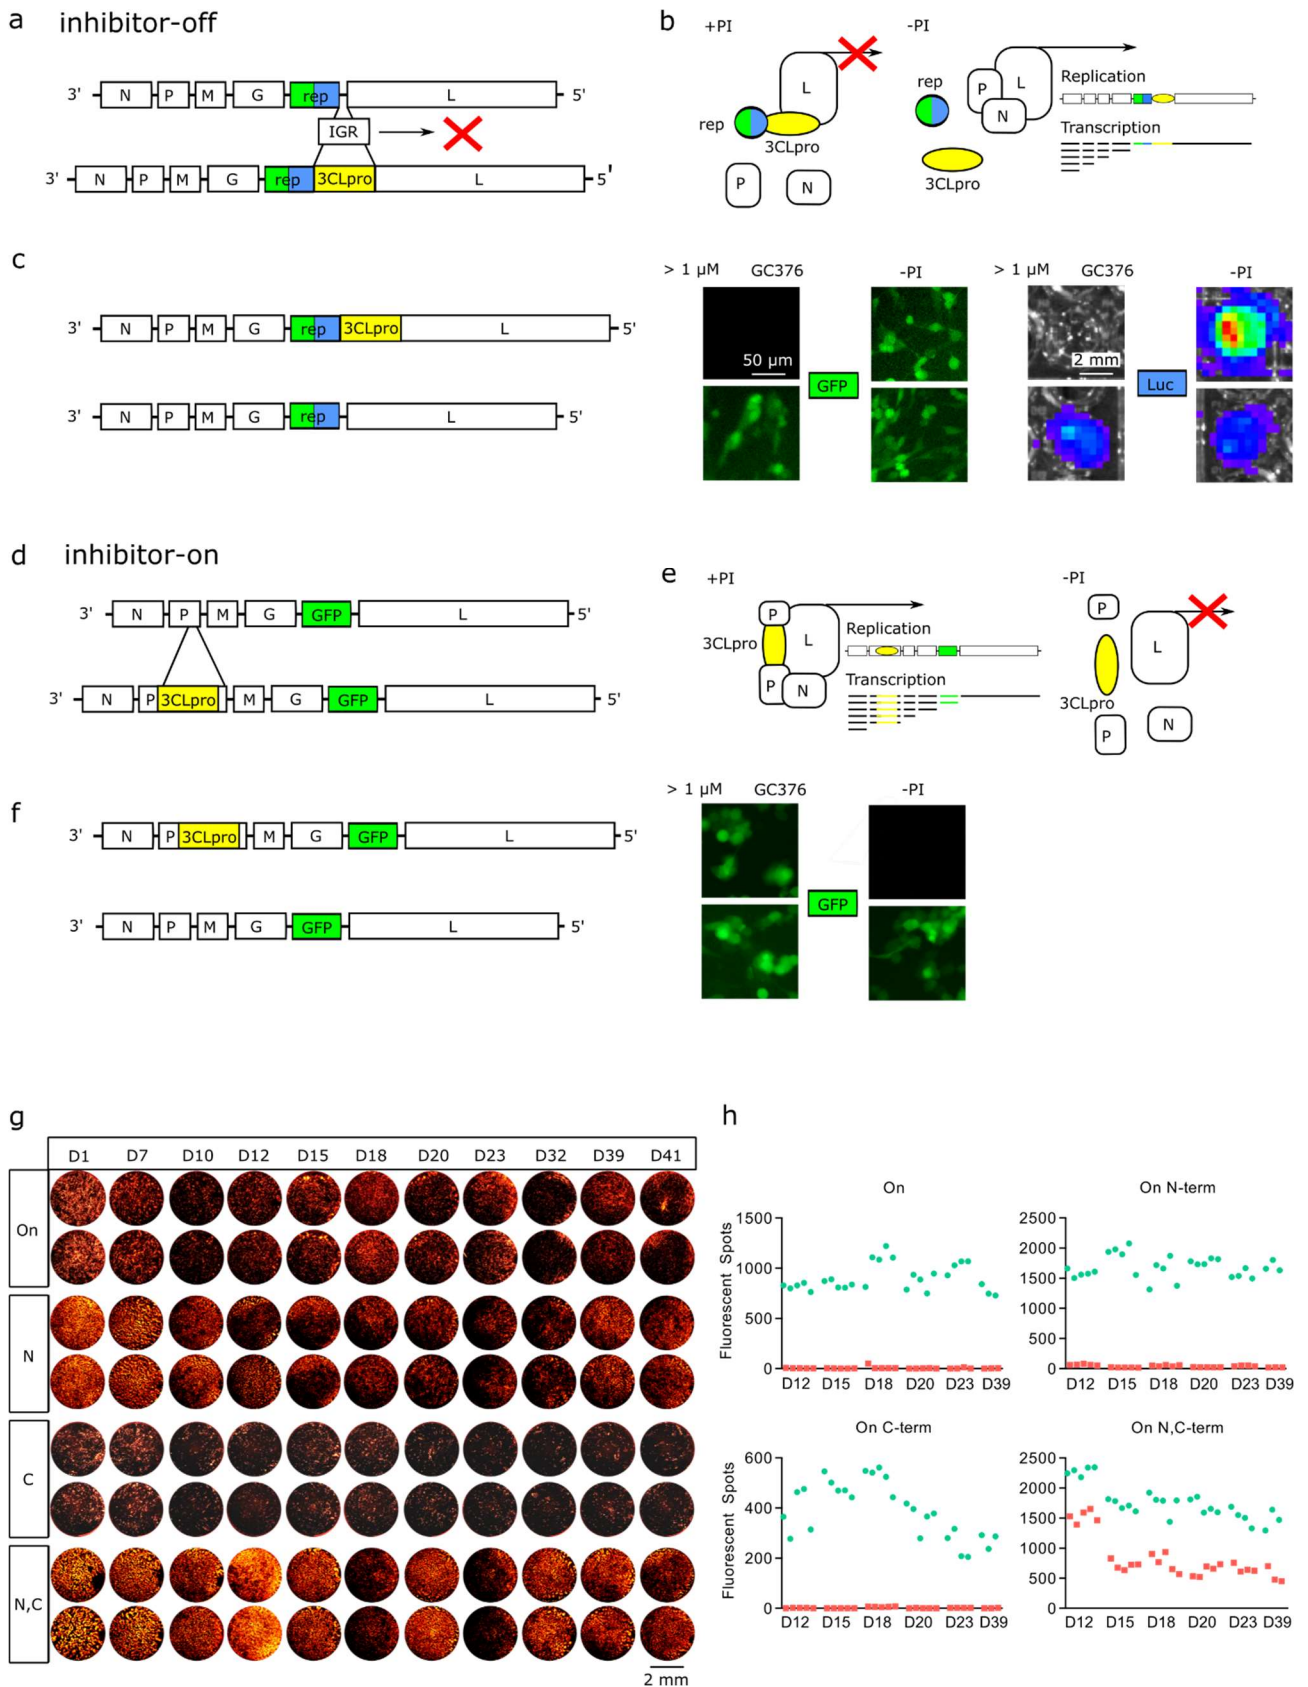 a inhibitor-off
3' N P M G rep L 5'
IGR
3' N P M G rep 3CLpro L 5'
b +PI -PI
L
rep
3CLpro
P N
rep
P L
N
3CLpro
Replication
Transcription
c
3' N P M G rep 3CLpro L 5'
3' N P M G rep L 5'
> 1 µM GC376 -PI
50 µm
GFP
> 1 µM GC376 -PI
2 mm
Luc
d inhibitor-on
3' N P M G GFP L 5'
3' N P 3CLpro M G GFP L 5'
e +PI -PI
P
3CLpro L
P N
Replication
Transcription
P
L
3CLpro
P N
f
3' N P 3CLpro M G GFP L 5'
3' N P M G GFP L 5'
> 1 µM GC376 -PI
GFP
g
D1 D7 D10 D12 D15 D18 D20 D23 D32 D39 D41
On
N
C
N,C
2 mm
h
On
Fluorescent Spots
1500
1000
500
0
D12 D15 D18 D20 D23 D39
On N-term
2500
2000
1500
1000
500
0
D12 D15 D18 D20 D23 D39
On C-term
Fluorescent Spots
600
400
200
0
D12 D15 D18 D20 D23 D39
On N,C-term
2500
2000
1500
1000
500
0
D12 D15 D18 D20 D23 D39